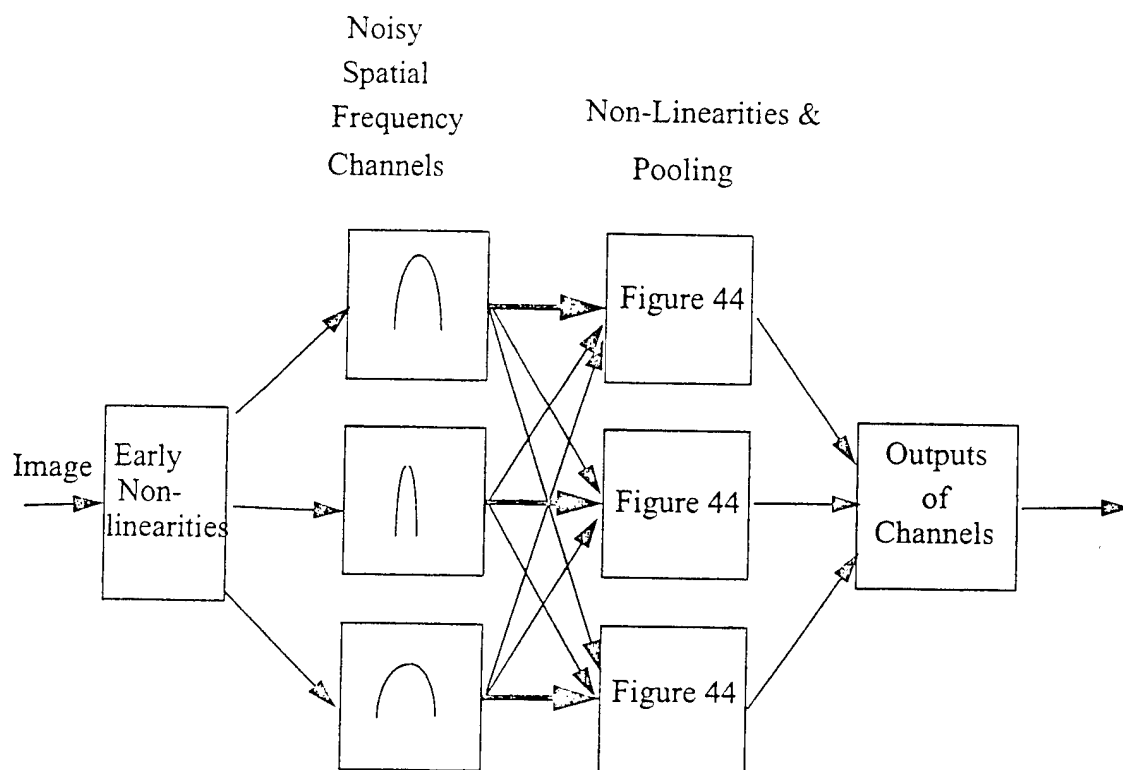 Noisy
Spatial
Frequency
Channels
Non-Linearities &
Pooling
Figure 44
Image
Early
Non-
linearities
Figure 44
Outputs
of
Channels
Figure 44